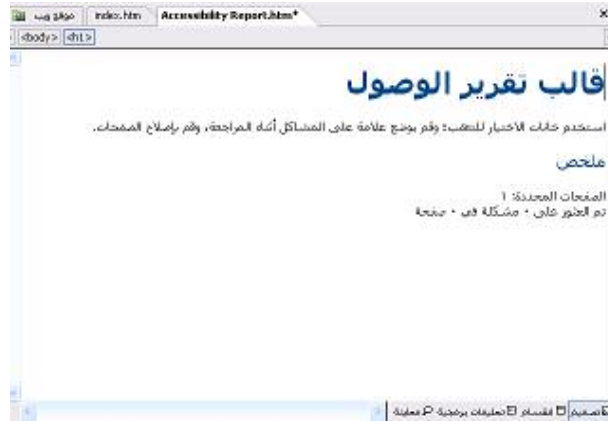 موقع ويب index.htm Accessibility Report.htm*
<body> <h1>
قالب تقرير الوصول
استخدم خانات الاختيار للتعقب؛ وقم بوضع علامة على المشاكل أثناء المراجعة، وقم بإصلاح الصفحات.
ملخص
الصفحات المحددة: ١
تم العثور على ٠ مشكلة في ٠ صفحة
تصميم انقسام تعليمات برمجية معاينة